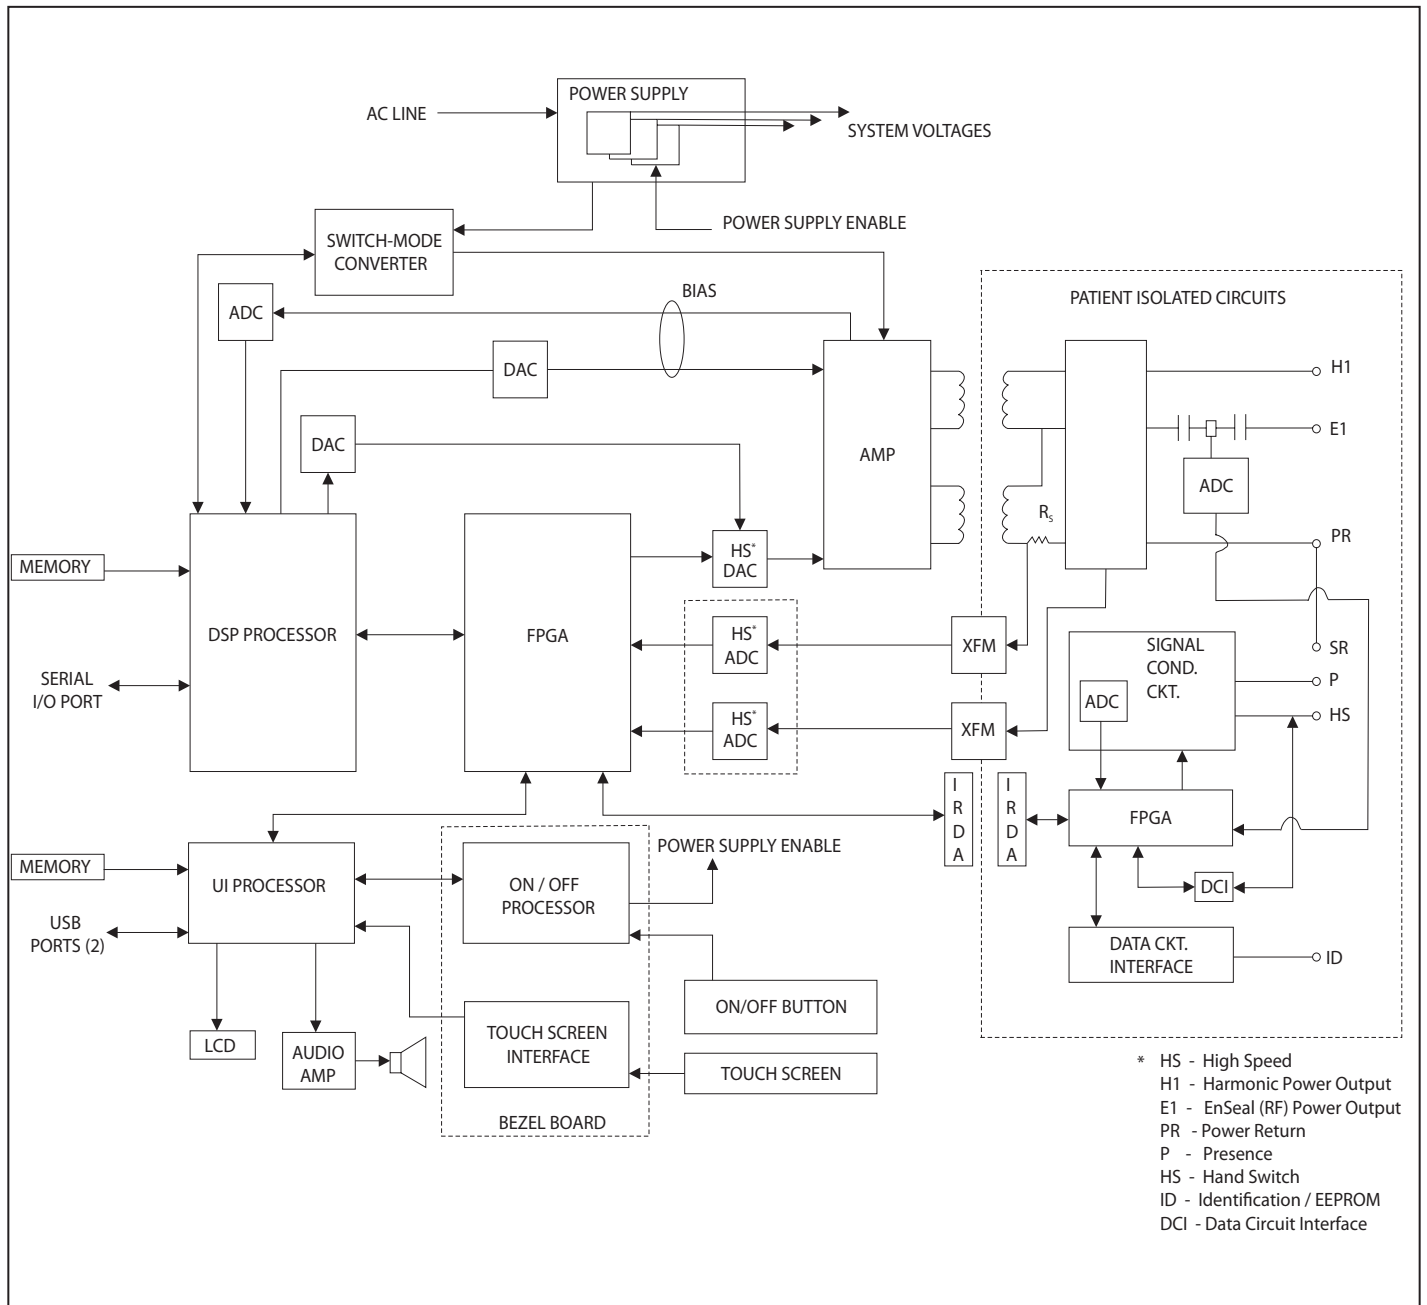 POWER SUPPLY
AC LINE
SYSTEM VOLTAGES
POWER SUPPLY ENABLE
SWITCH-MODE
CONVERTER
BIAS
PATIENT ISOLATED CIRCUITS
ADC
DAC
H1
DAC
E1
AMP
ADC
RS
PR
HS*
DAC
MEMORY
DSP PROCESSOR
FPGA
HS*
ADC
XFM
SIGNAL
COND.
CKT.
SR
SERIAL
I/O PORT
P
ADC
HS
HS*
ADC
XFM
I
R
D
A
I
R
D
A
FPGA
MEMORY
UI PROCESSOR
ON / OFF
PROCESSOR
POWER SUPPLY ENABLE
DCI
USB
PORTS (2)
DATA CKT.
INTERFACE
ID
ON/OFF BUTTON
LCD
AUDIO
AMP
TOUCH SCREEN
INTERFACE
TOUCH SCREEN
BEZEL BOARD
* HS - High Speed
H1 - Harmonic Power Output
E1 - EnSeal (RF) Power Output
PR - Power Return
P - Presence
HS - Hand Switch
ID - Identification / EEPROM
DCI - Data Circuit Interface